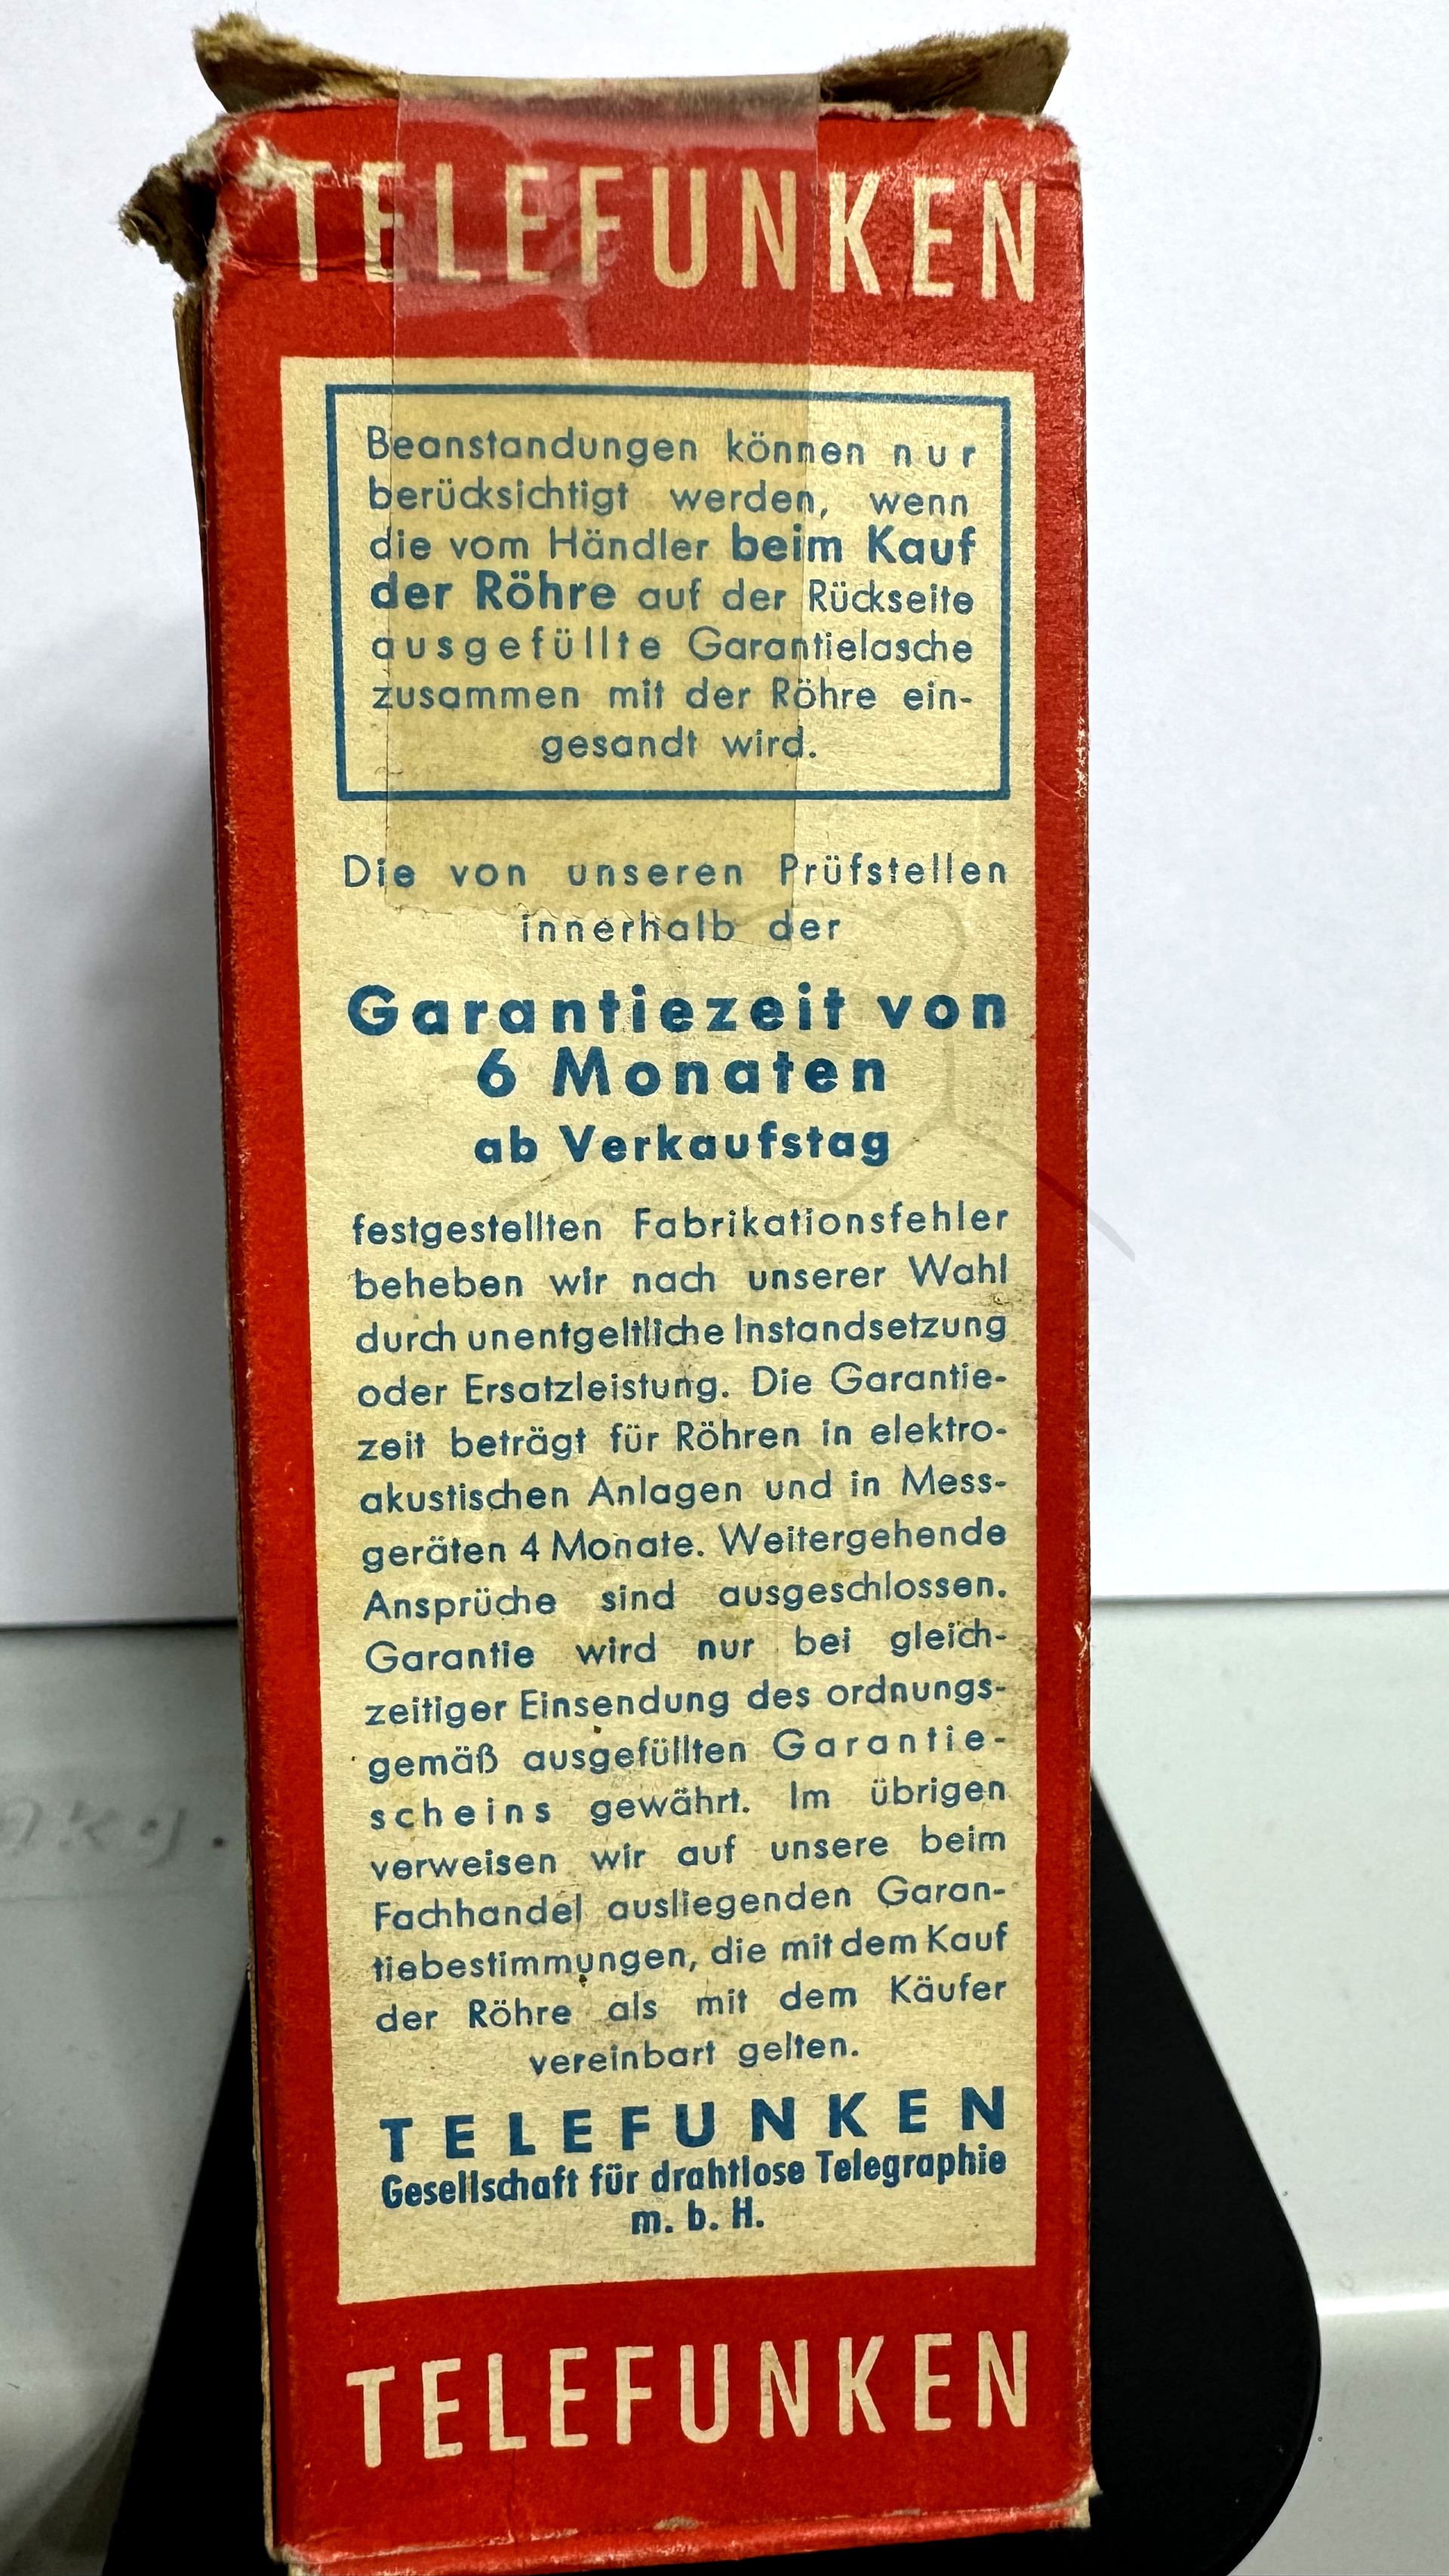 TELEFUNKEN
Beanstandungen können nur
berücksichtigt werden, wenn
die vom Händler beim Kauf
der Röhre auf der Rückseite
ausgefüllte Garantielasche
zusammen mit der Röhre ein-
gesandt wird.
Die von unseren Prüfstellen
innerhalb der
Garantiezeit von
6 Monaten
ab Verkaufstag
festgestellten Fabrikationsfehler
beheben wir nach unserer Wahl
durch unentgeltliche Instandsetzung
oder Ersatzleistung. Die Garantie-
zeit beträgt für Röhren in elektro-
akustischen Anlagen und in Mess-
geräten 4 Monate. Weitergehende
Ansprüche sind ausgeschlossen.
Garantie wird nur bei gleich-
zeitiger Einsendung des ordnungs-
gemäß ausgefüllten Garantie-
scheins gewährt. Im übrigen
verweisen wir auf unsere beim
Fachhandel ausliegenden Garan-
tiebestimmungen, die mit dem Kauf
der Röhre als mit dem Käufer
vereinbart gelten.
TELEFUNKEN
Gesellschaft für drahtlose Telegraphie
m. b. H.
TELEFUNKEN